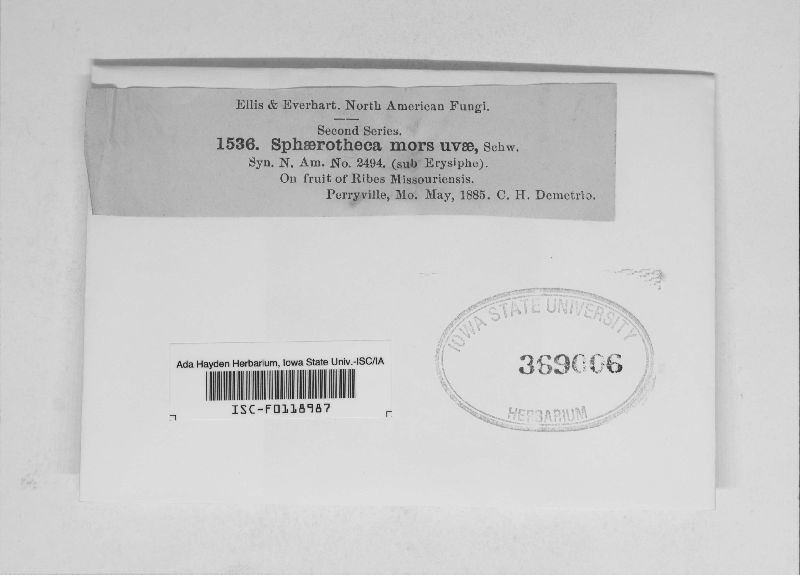 Ellis & Everhart. North American Fungi.
Second Series.
1536. Sphærotheca mors uvæ, Schw.
Syn. N. Am. No. 2494. (sub Erysiphe).
On fruit of Ribes Missouriensis.
Perryville, Mo. May, 1885. C. H. Demetrio.
IOWA STATE UNIVERSITY
369006
HERBARIUM
Ada Hayden Herbarium, Iowa State Univ.-ISC/IA
ISC-F0118987